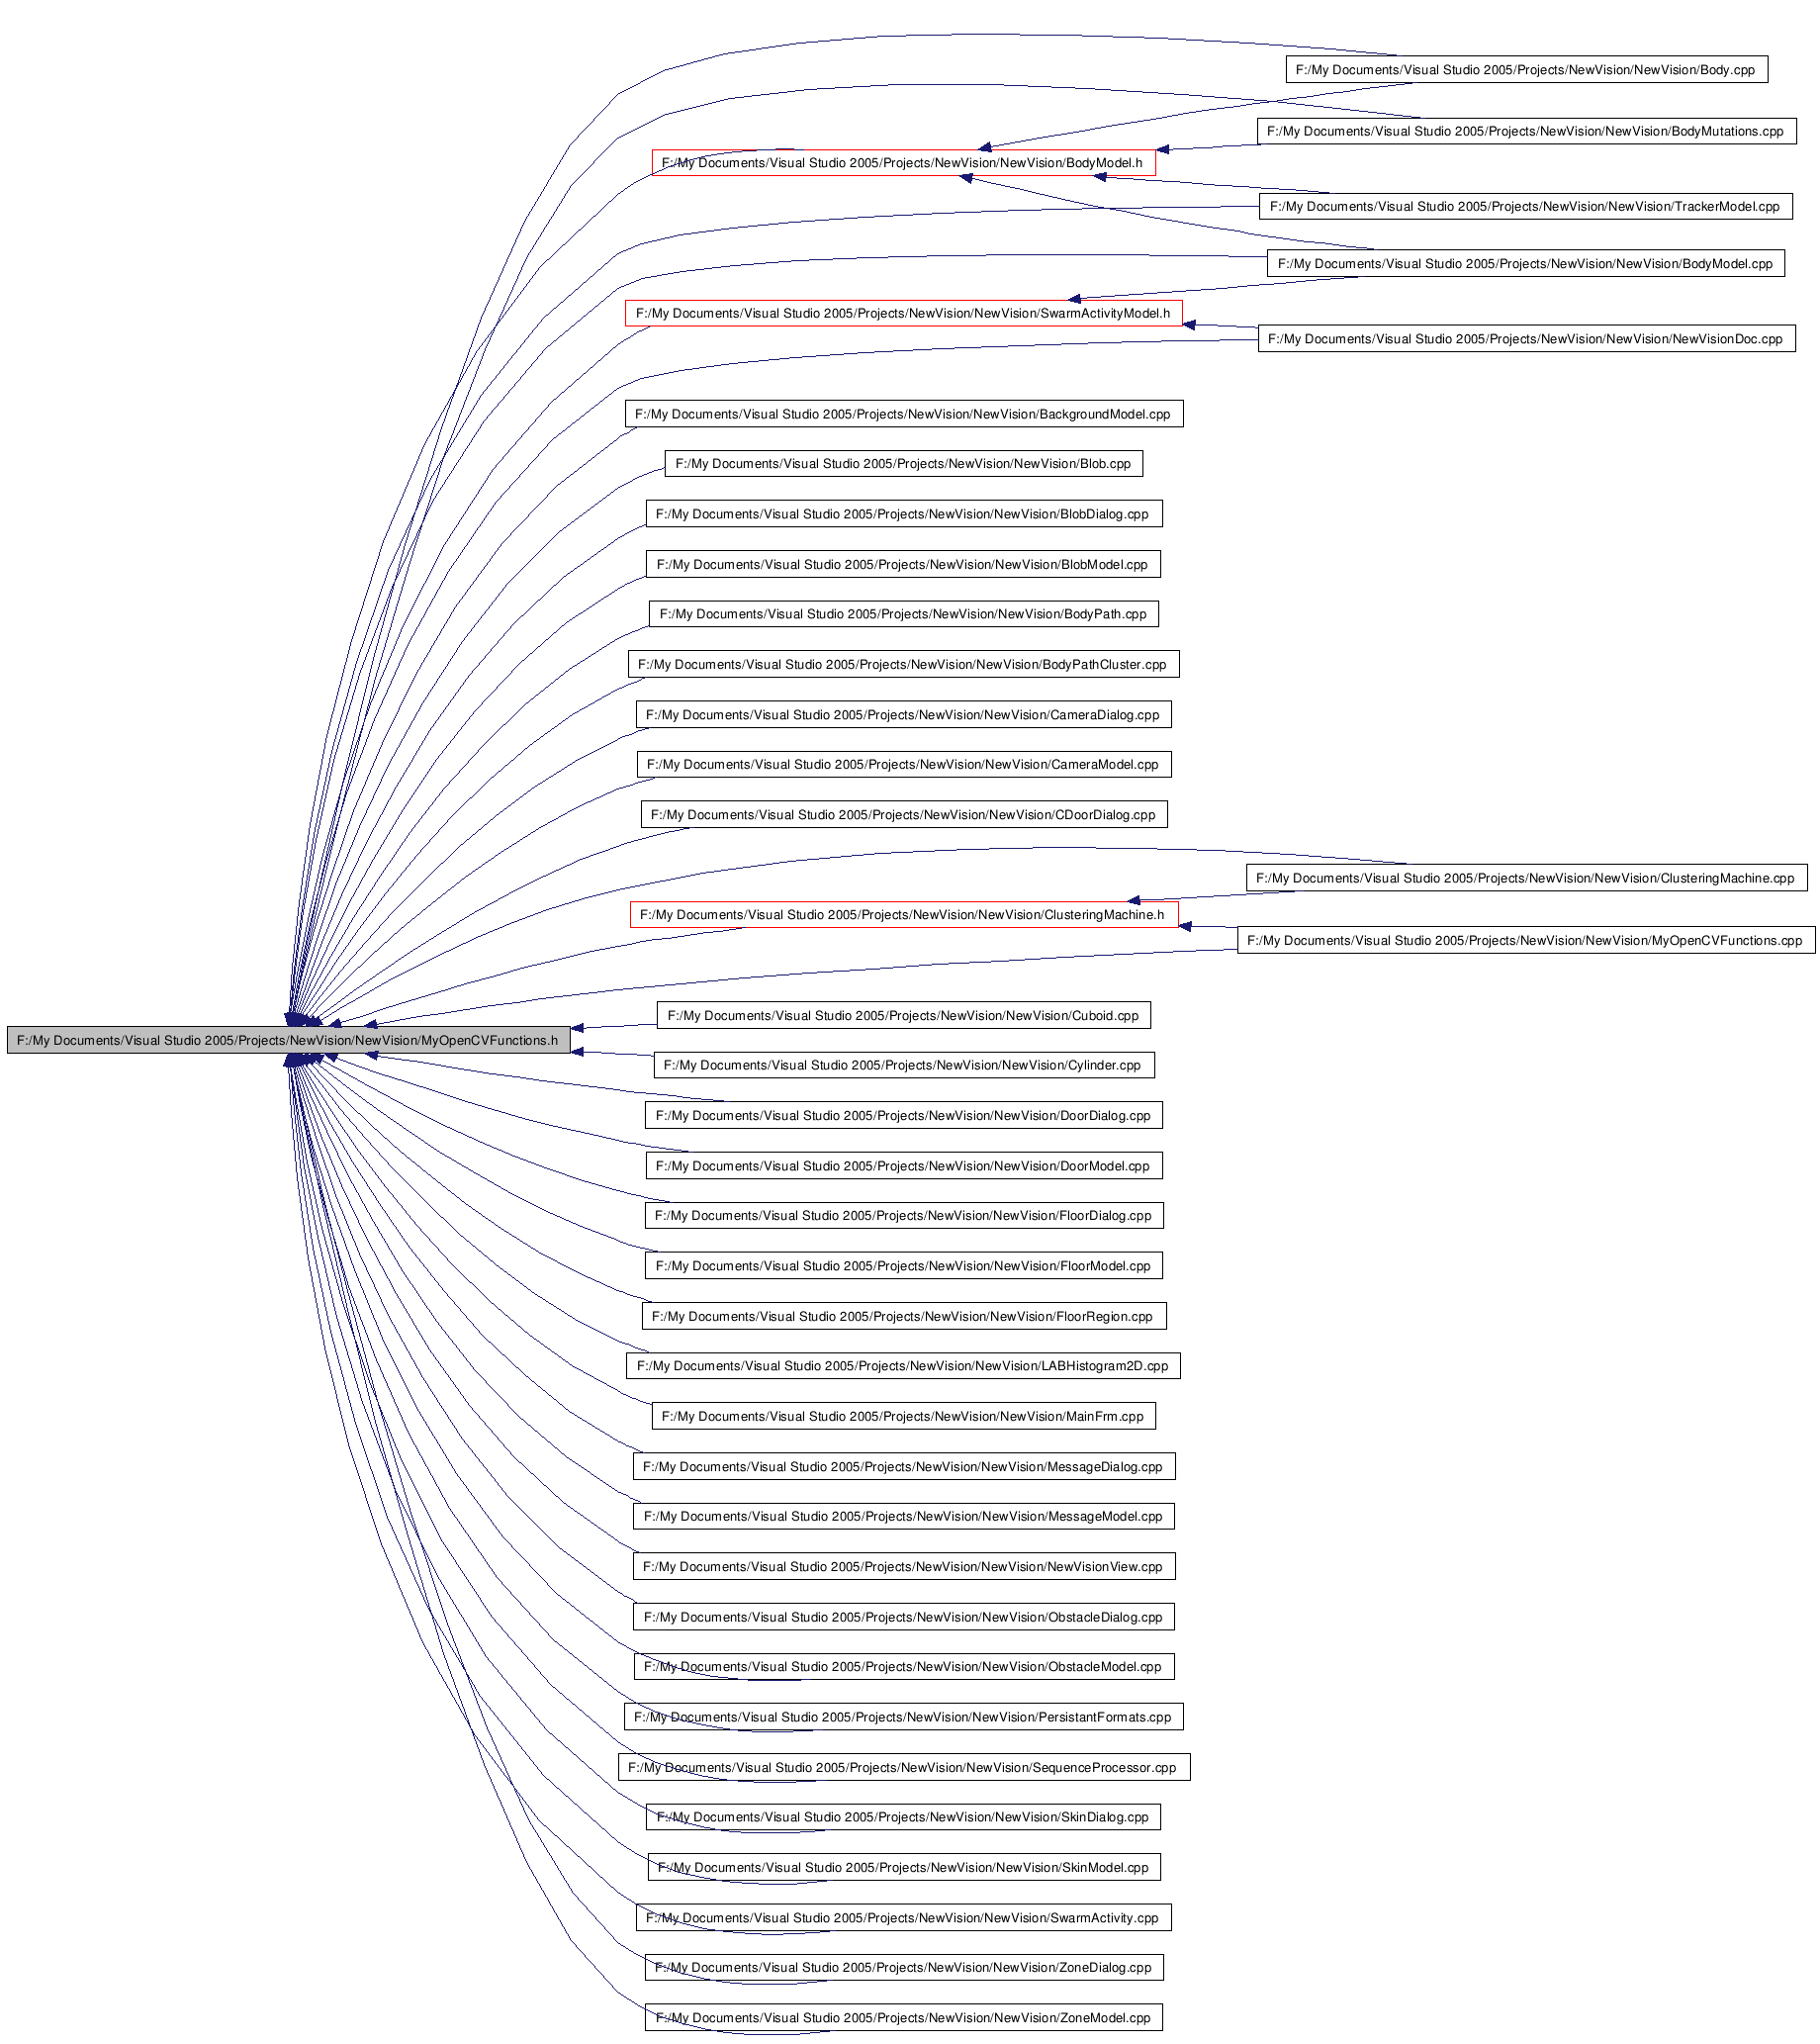 F:/My Documents/Visual Studio 2005/Projects/NewVision/NewVision/Body.cpp
F:/My Documents/Visual Studio 2005/Projects/NewVision/NewVision/BodyMutations.cpp
F:/My Documents/Visual Studio 2005/Projects/NewVision/NewVision/BodyModel.h
F:/My Documents/Visual Studio 2005/Projects/NewVision/NewVision/TrackerModel.cpp
F:/My Documents/Visual Studio 2005/Projects/NewVision/NewVision/BodyModel.cpp
F:/My Documents/Visual Studio 2005/Projects/NewVision/NewVision/SwarmActivityModel.h
F:/My Documents/Visual Studio 2005/Projects/NewVision/NewVision/NewVisionDoc.cpp
F:/My Documents/Visual Studio 2005/Projects/NewVision/NewVision/BackgroundModel.cpp
F:/My Documents/Visual Studio 2005/Projects/NewVision/NewVision/Blob.cpp
F:/My Documents/Visual Studio 2005/Projects/NewVision/NewVision/BlobDialog.cpp
F:/My Documents/Visual Studio 2005/Projects/NewVision/NewVision/BlobModel.cpp
F:/My Documents/Visual Studio 2005/Projects/NewVision/NewVision/BodyPath.cpp
F:/My Documents/Visual Studio 2005/Projects/NewVision/NewVision/BodyPathCluster.cpp
F:/My Documents/Visual Studio 2005/Projects/NewVision/NewVision/CameraDialog.cpp
F:/My Documents/Visual Studio 2005/Projects/NewVision/NewVision/CameraModel.cpp
F:/My Documents/Visual Studio 2005/Projects/NewVision/NewVision/CDoorDialog.cpp
F:/My Documents/Visual Studio 2005/Projects/NewVision/NewVision/ClusteringMachine.cpp
F:/My Documents/Visual Studio 2005/Projects/NewVision/NewVision/ClusteringMachine.h
F:/My Documents/Visual Studio 2005/Projects/NewVision/NewVision/MyOpenCVFunctions.cpp
F:/My Documents/Visual Studio 2005/Projects/NewVision/NewVision/Cuboid.cpp
F:/My Documents/Visual Studio 2005/Projects/NewVision/NewVision/MyOpenCVFunctions.h
F:/My Documents/Visual Studio 2005/Projects/NewVision/NewVision/Cylinder.cpp
F:/My Documents/Visual Studio 2005/Projects/NewVision/NewVision/DoorDialog.cpp
F:/My Documents/Visual Studio 2005/Projects/NewVision/NewVision/DoorModel.cpp
F:/My Documents/Visual Studio 2005/Projects/NewVision/NewVision/FloorDialog.cpp
F:/My Documents/Visual Studio 2005/Projects/NewVision/NewVision/FloorModel.cpp
F:/My Documents/Visual Studio 2005/Projects/NewVision/NewVision/FloorRegion.cpp
F:/My Documents/Visual Studio 2005/Projects/NewVision/NewVision/LABHistogram2D.cpp
F:/My Documents/Visual Studio 2005/Projects/NewVision/NewVision/MainFrm.cpp
F:/My Documents/Visual Studio 2005/Projects/NewVision/NewVision/MessageDialog.cpp
F:/My Documents/Visual Studio 2005/Projects/NewVision/NewVision/MessageModel.cpp
F:/My Documents/Visual Studio 2005/Projects/NewVision/NewVision/NewVisionView.cpp
F:/My Documents/Visual Studio 2005/Projects/NewVision/NewVision/ObstacleDialog.cpp
F:/My Documents/Visual Studio 2005/Projects/NewVision/NewVision/ObstacleModel.cpp
F:/My Documents/Visual Studio 2005/Projects/NewVision/NewVision/PersistantFormats.cpp
F:/My Documents/Visual Studio 2005/Projects/NewVision/NewVision/SequenceProcessor.cpp
F:/My Documents/Visual Studio 2005/Projects/NewVision/NewVision/SkinDialog.cpp
F:/My Documents/Visual Studio 2005/Projects/NewVision/NewVision/SkinModel.cpp
F:/My Documents/Visual Studio 2005/Projects/NewVision/NewVision/SwarmActivity.cpp
F:/My Documents/Visual Studio 2005/Projects/NewVision/NewVision/ZoneDialog.cpp
F:/My Documents/Visual Studio 2005/Projects/NewVision/NewVision/ZoneModel.cpp